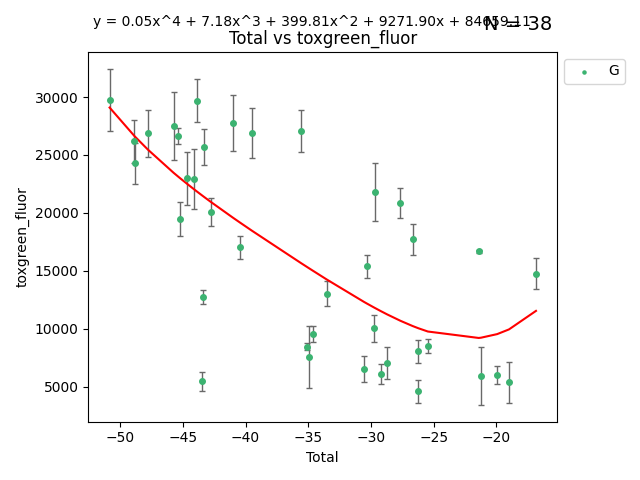 y = 0.05x^4 + 7.18x^3 + 399.81x^2 + 9271.90x + 84659.11
N = 38
Total vs toxgreen_fluor
G
30000
25000
20000
15000
10000
5000
toxgreen_fluor
−50 −45 −40 −35 −30 −25 −20
Total